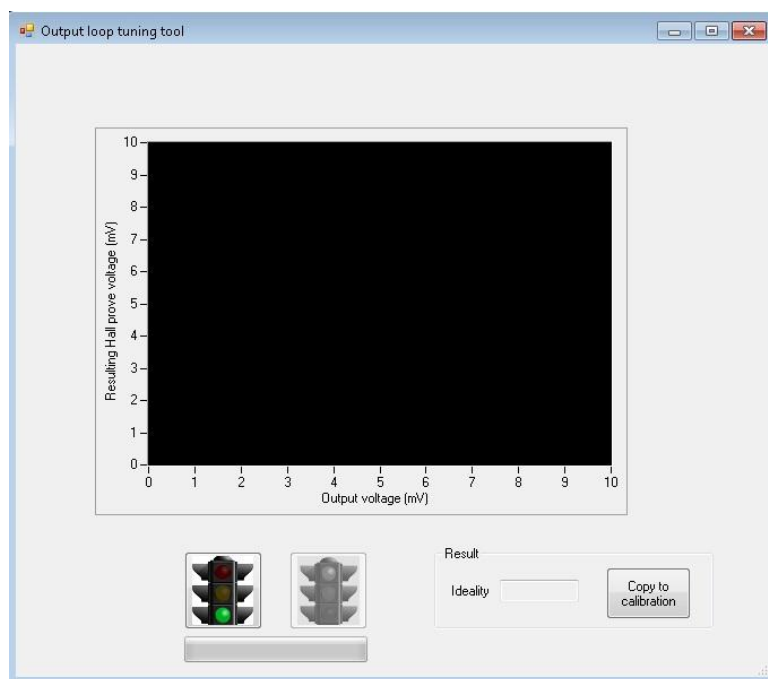 Output loop tuning tool
10
9
8
7
6
5
4
3
2
1
0
Resulting Hall prove voltage (mV)
0 1 2 3 4 5 6 7 8 9 10
Output voltage (mV)
Result
Ideality
Copy to
calibration